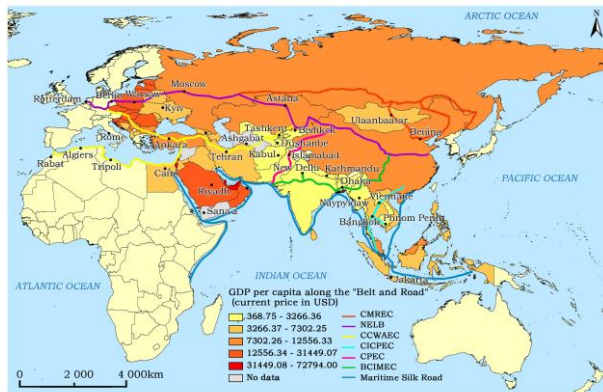 ARCTIC OCEAN
N
Moscow
Rotterdam
Berlin
Warsaw
Kyiv
Astana
Ulaanbaatar
Rome
Tashkent
Bishkek
Beijing
Ankara
Ashgabat
Dushanbe
Algiers
Tehran
Kabul
Islamabad
Rabat
Tripoli
Cairo
New Delhi
Kathmandu
PACIFIC OCEAN
Dhaka
Riyadh
Naypyidaw
Vientiane
Sana'a
Bangkok
Phnom Penh
INDIAN OCEAN
Jakarta
ATLANTIC OCEAN
GDP per capita along the "Belt and Road"
(current price in USD)
368.75 - 3266.36
3266.37 - 7302.25
7302.26 - 12556.33
12556.34 - 31449.07
31449.08 - 72794.00
No data
CMREC
NELB
CCWAEC
CICPEC
CPEC
BCIMEC
Maritime Silk Road
0 2 000 4 000km